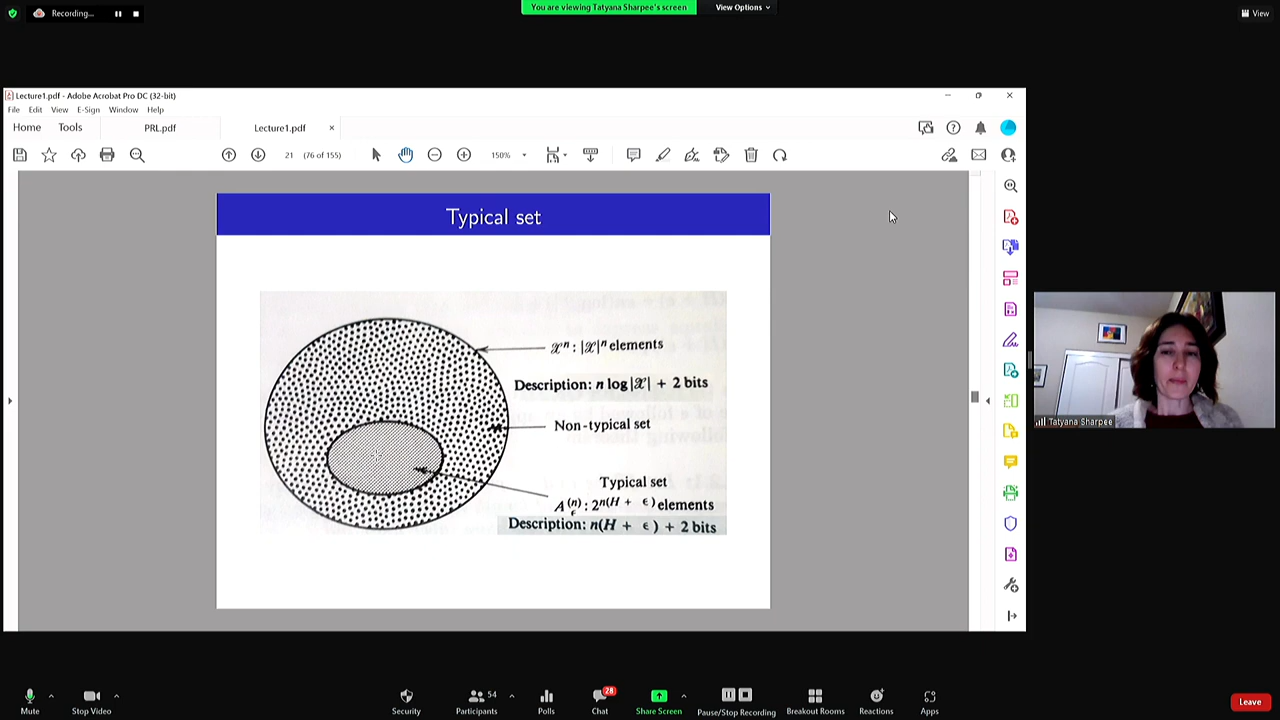 Recording...
You are viewing Tatyana Sharpee's screen
View Options
View
Lecture1.pdf - Adobe Acrobat Pro DC (32-bit)
File Edit View E-Sign Window Help
Home Tools PRL.pdf Lecture1.pdf ×
21 (76 of 155) 150%
Typical set
𝒳ⁿ : |𝒳|ⁿ elements
Description: n log |𝒳| + 2 bits
Non-typical set
Typical set
A_ϵ^(n) : 2^n(H + ϵ) elements
Description: n(H + ϵ) + 2 bits
Tatyana Sharpee
54 28
Mute Stop Video Security Participants Polls Chat Share Screen Pause/Stop Recording Breakout Rooms Reactions Apps Leave